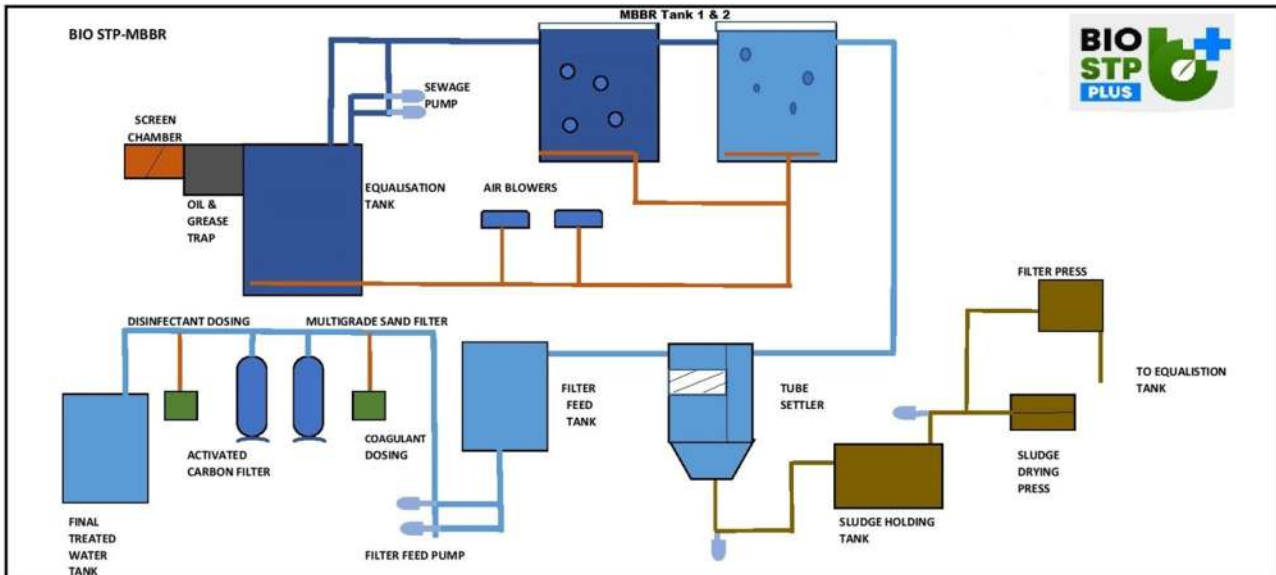 MBBR Tank 1 & 2
BIO STP-MBBR
BIO
STP
PLUS
SEWAGE
PUMP
SCREEN
CHAMBER
OIL &
GREASE
TRAP
EQUALISATION
TANK
AIR BLOWERS
FILTER PRESS
TO EQUALISTION
TANK
DISINFECTANT DOSING
MULTIGRADE SAND FILTER
FILTER
FEED
TANK
TUBE
SETTLER
ACTIVATED
CARBON FILTER
COAGULANT
DOSING
SLUDGE
DRYING
PRESS
FINAL
TREATED
WATER
TANK
FILTER FEED PUMP
SLUDGE HOLDING
TANK